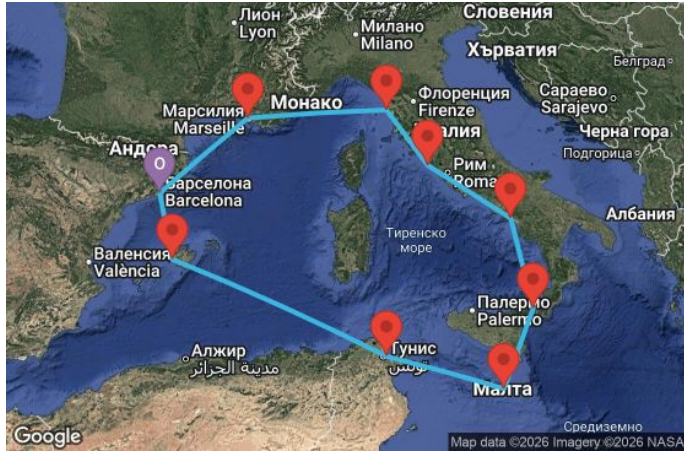 Словения
Лион
Lyon
Милано
Milano
Хърватия
Белград
Марсилия
Marseille
Монако
Флоренция
Firenze
Сараево
Sarajevo
Андора
Черна гора
Подгорица
O
Рим
Roma
Барселона
Barcelona
Албания
Тиренско
море
Валенсия
València
Палермо
Palermo
Алжир
مدينة الجزائر
Тунис
تونس
Малта
Средиземно
Google
Map data ©2026 Imagery ©2026 NASA